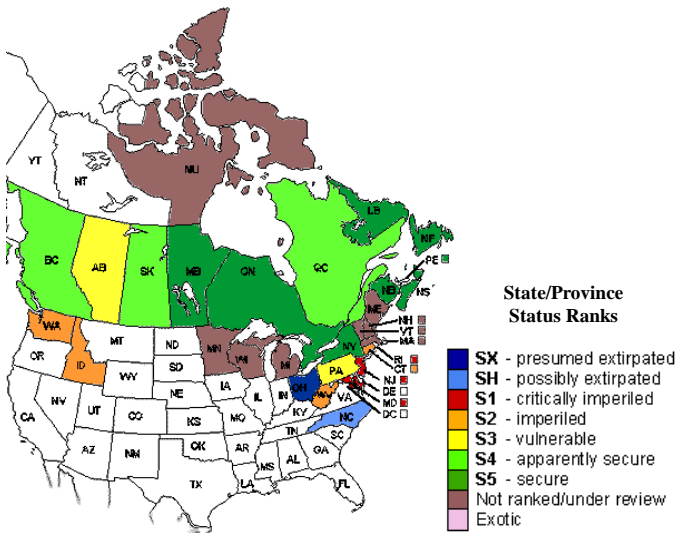 YT
NT
NU
BC
AB
SK
MB
ON
QC
LB
NF
PE
NB
NS
ME
NH
VT
MA
WA
MT
ND
MN
WI
MI
NY
RI
CT
OR
ID
WY
SD
IA
PA
NJ
DE
MD
DC
NE
IL
IN
OH
WV
VA
NV
UT
CO
KS
MO
KY
NC
CA
AZ
NM
OK
AR
TN
SC
TX
LA
MS
AL
GA
FL
State/Province
Status Ranks
SX - presumed extirpated
SH - possibly extirpated
S1 - critically imperiled
S2 - imperiled
S3 - vulnerable
S4 - apparently secure
S5 - secure
Not ranked/under review
Exotic